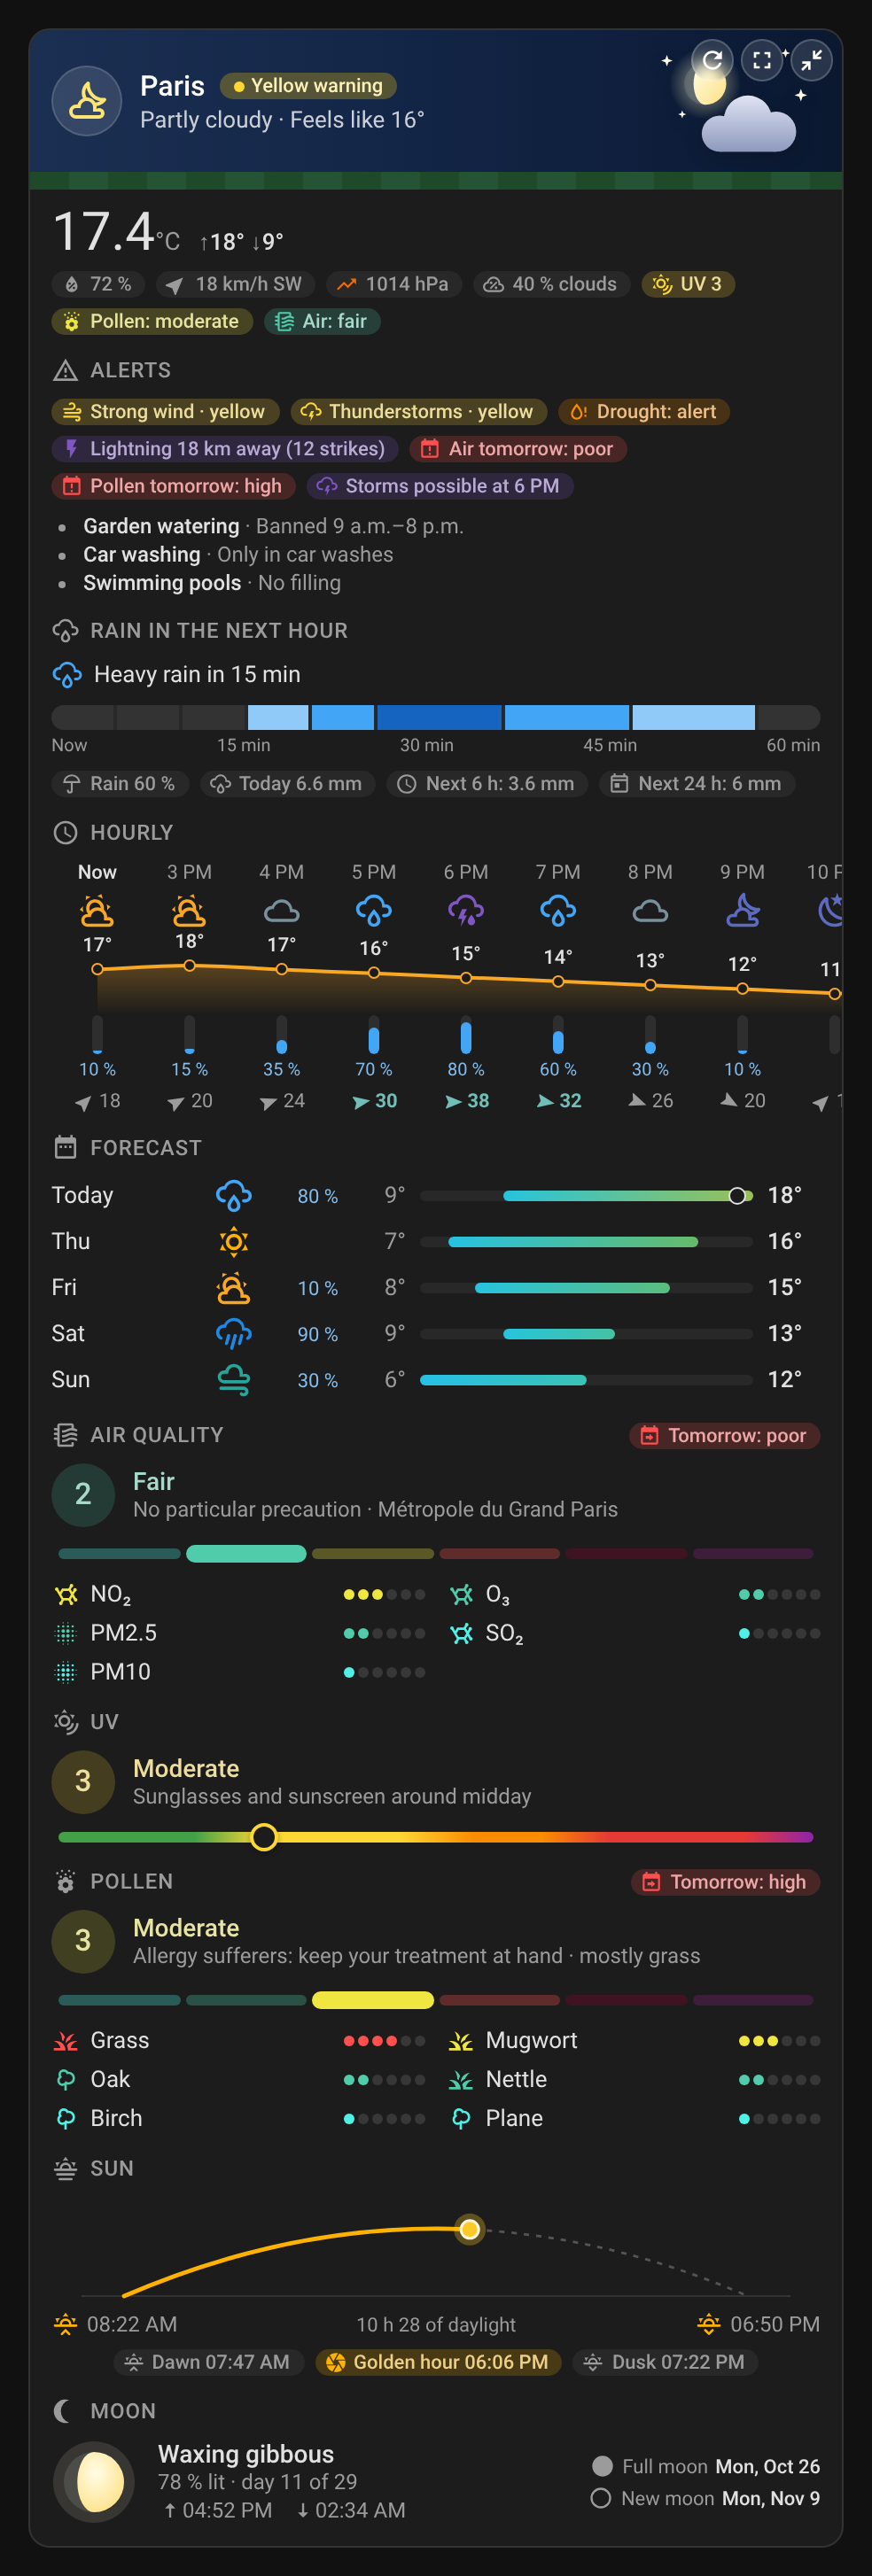 Paris
Yellow warning
Partly cloudy · Feels like 16°
17.4°C ↑18° ↓9°
72 % 18 km/h SW 1014 hPa 40 % clouds UV 3
Pollen: moderate Air: fair
ALERTS
Strong wind · yellow Thunderstorms · yellow Drought: alert
Lightning 18 km away (12 strikes) Air tomorrow: poor
Pollen tomorrow: high Storms possible at 6 PM
• Garden watering · Banned 9 a.m.–8 p.m.
• Car washing · Only in car washes
• Swimming pools · No filling
RAIN IN THE NEXT HOUR
Heavy rain in 15 min
Now 15 min 30 min 45 min 60 min
Rain 60 % Today 6.6 mm Next 6 h: 3.6 mm Next 24 h: 6 mm
HOURLY
Now 3 PM 4 PM 5 PM 6 PM 7 PM 8 PM 9 PM 10
17° 18° 17° 16° 15° 14° 13° 12° 11
10 % 15 % 35 % 70 % 80 % 60 % 30 % 10 %
18 20 24 30 38 32 26 20
FORECAST
Today 80 % 9° 18°
Thu 7° 16°
Fri 10 % 8° 15°
Sat 90 % 9° 13°
Sun 30 % 6° 12°
AIR QUALITY Tomorrow: poor
2 Fair
No particular precaution · Métropole du Grand Paris
NO₂ O₃
PM2.5 SO₂
PM10
UV
3 Moderate
Sunglasses and sunscreen around midday
POLLEN Tomorrow: high
3 Moderate
Allergy sufferers: keep your treatment at hand · mostly grass
Grass Mugwort
Oak Nettle
Birch Plane
SUN
08:22 AM 10 h 28 of daylight 06:50 PM
Dawn 07:47 AM Golden hour 06:06 PM Dusk 07:22 PM
MOON
Waxing gibbous
78 % lit · day 11 of 29
↑ 04:52 PM ↓ 02:34 AM
Full moon Mon, Oct 26
New moon Mon, Nov 9